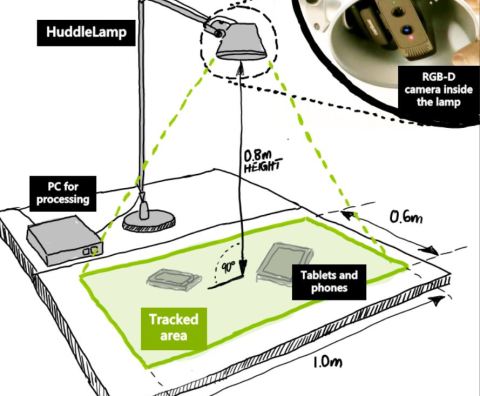 HuddleLamp
RGB-D
camera inside
the lamp
0.8m
HEIGHT
PC for
processing
0.6m
90°
Tablets and
phones
Tracked
area
1.0m